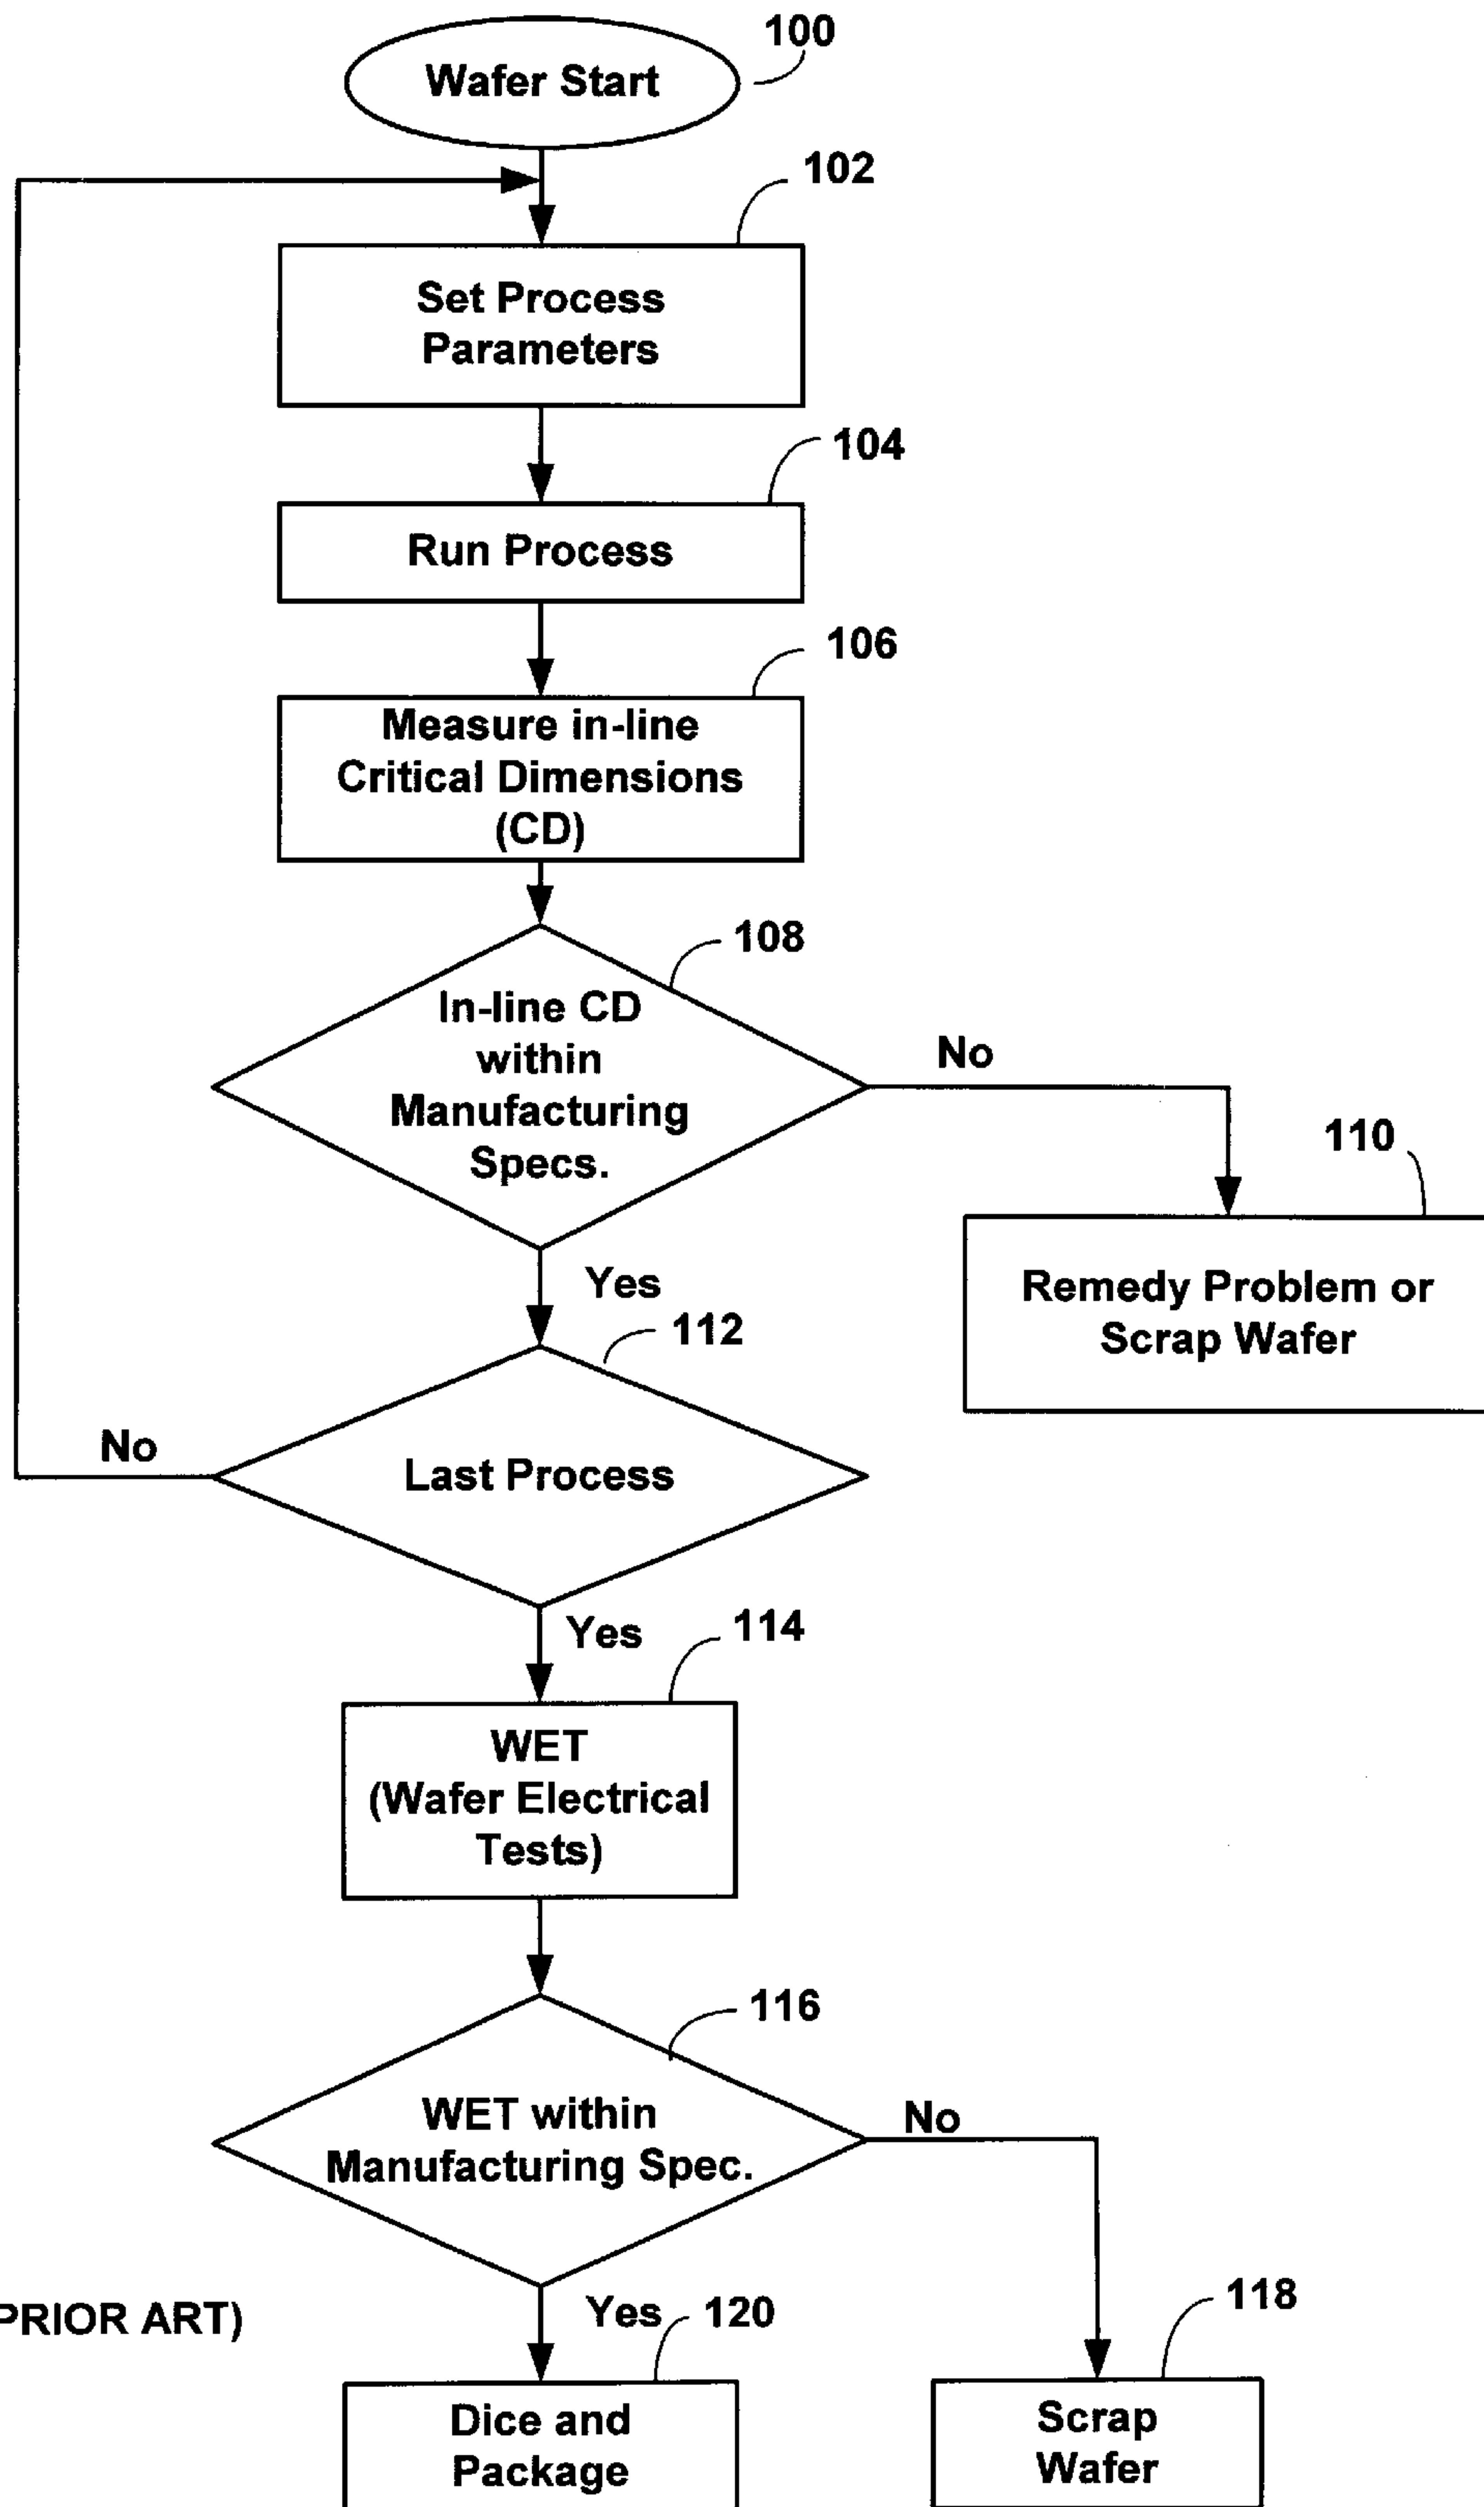 100
Wafer Start
102
Set Process
Parameters
104
Run Process
106
Measure in-line
Critical Dimensions
(CD)
108
In-line CD
within
Manufacturing
Specs.
No
110
Remedy Problem or
Scrap Wafer
Yes
112
No
Last Process
Yes
114
WET
(Wafer Electrical
Tests)
116
WET within
Manufacturing Spec.
No
118
Yes
120
PRIOR ART)
Dice and
Package
Scrap
Wafer